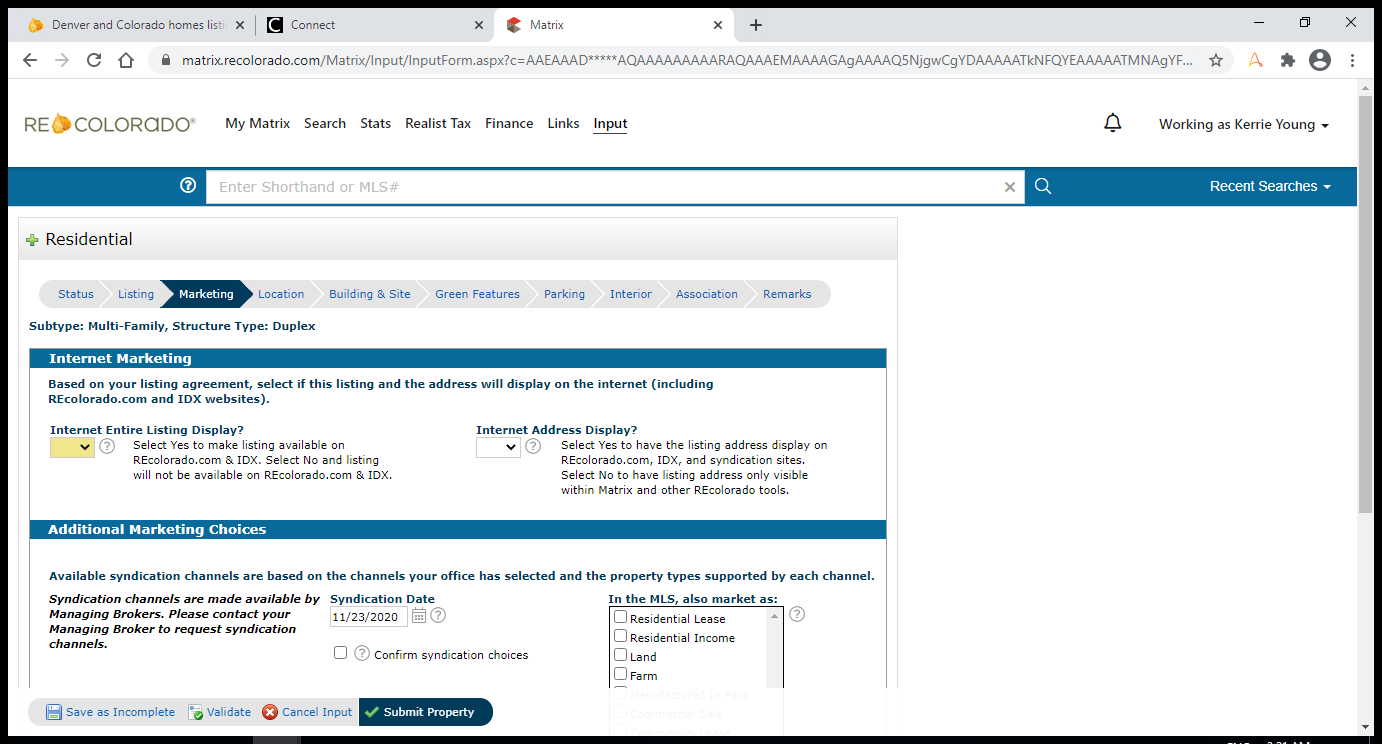 Denver and Colorado homes listi
Connect
Matrix
matrix.recolorado.com/Matrix/Input/InputForm.aspx?c=AAEAAAD*****AQAAAAAAAAARAQAAAEMAAAAGAgAAAAQ5NjgwCgYDAAAAATkNFQYEAAAAATMNAgYF...
RECOLORADO®
My Matrix Search Stats Realist Tax Finance Links Input
Working as Kerrie Young
Enter Shorthand or MLS#
Recent Searches
Residential
Status Listing Marketing Location Building & Site Green Features Parking Interior Association Remarks
Subtype: Multi-Family, Structure Type: Duplex
Internet Marketing
Based on your listing agreement, select if this listing and the address will display on the internet (including
REcolorado.com and IDX websites).
Internet Entire Listing Display?
Select Yes to make listing available on
REcolorado.com & IDX. Select No and listing
will not be available on REcolorado.com & IDX.
Internet Address Display?
Select Yes to have the listing address display on
REcolorado.com, IDX, and syndication sites.
Select No to have listing address only visible
within Matrix and other REcolorado tools.
Additional Marketing Choices
Available syndication channels are based on the channels your office has selected and the property types supported by each channel.
Syndication channels are made available by
Managing Brokers. Please contact your
Managing Broker to request syndication
channels.
Syndication Date
11/23/2020
Confirm syndication choices
In the MLS, also market as:
Residential Lease
Residential Income
Land
Farm
Manufactured In Park
Commercial Sale
Commercial Lease
Save as Incomplete Validate Cancel Input Submit Property